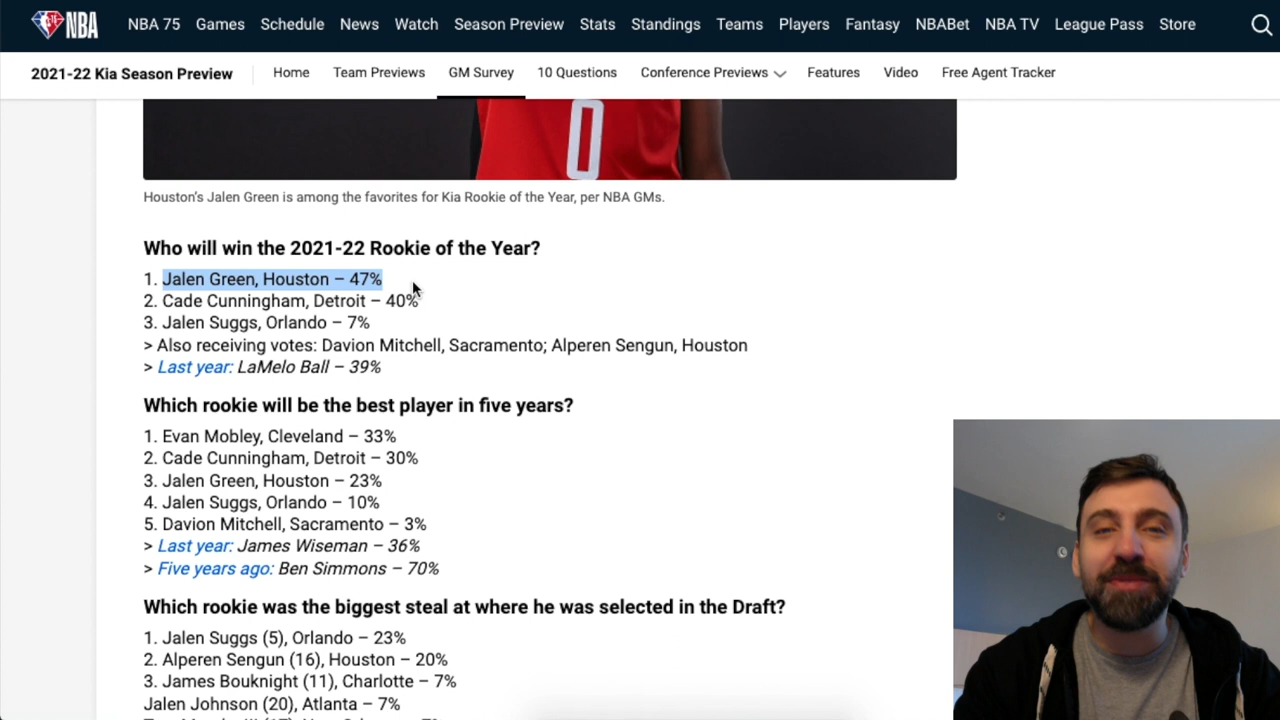 NBA
NBA 75 Games Schedule News Watch Season Preview Stats Standings Teams Players Fantasy NBABet NBA TV League Pass Store
2021-22 Kia Season Preview Home Team Previews GM Survey 10 Questions Conference Previews Features Video Free Agent Tracker
0
Houston's Jalen Green is among the favorites for Kia Rookie of the Year, per NBA GMs.
Who will win the 2021-22 Rookie of the Year?
1. Jalen Green, Houston – 47%
2. Cade Cunningham, Detroit – 40%
3. Jalen Suggs, Orlando – 7%
> Also receiving votes: Davion Mitchell, Sacramento; Alperen Sengun, Houston
> Last year: LaMelo Ball – 39%
Which rookie will be the best player in five years?
1. Evan Mobley, Cleveland – 33%
2. Cade Cunningham, Detroit – 30%
3. Jalen Green, Houston – 23%
4. Jalen Suggs, Orlando – 10%
5. Davion Mitchell, Sacramento – 3%
> Last year: James Wiseman – 36%
> Five years ago: Ben Simmons – 70%
Which rookie was the biggest steal at where he was selected in the Draft?
1. Jalen Suggs (5), Orlando – 23%
2. Alperen Sengun (16), Houston – 20%
3. James Bouknight (11), Charlotte – 7%
Jalen Johnson (20), Atlanta – 7%